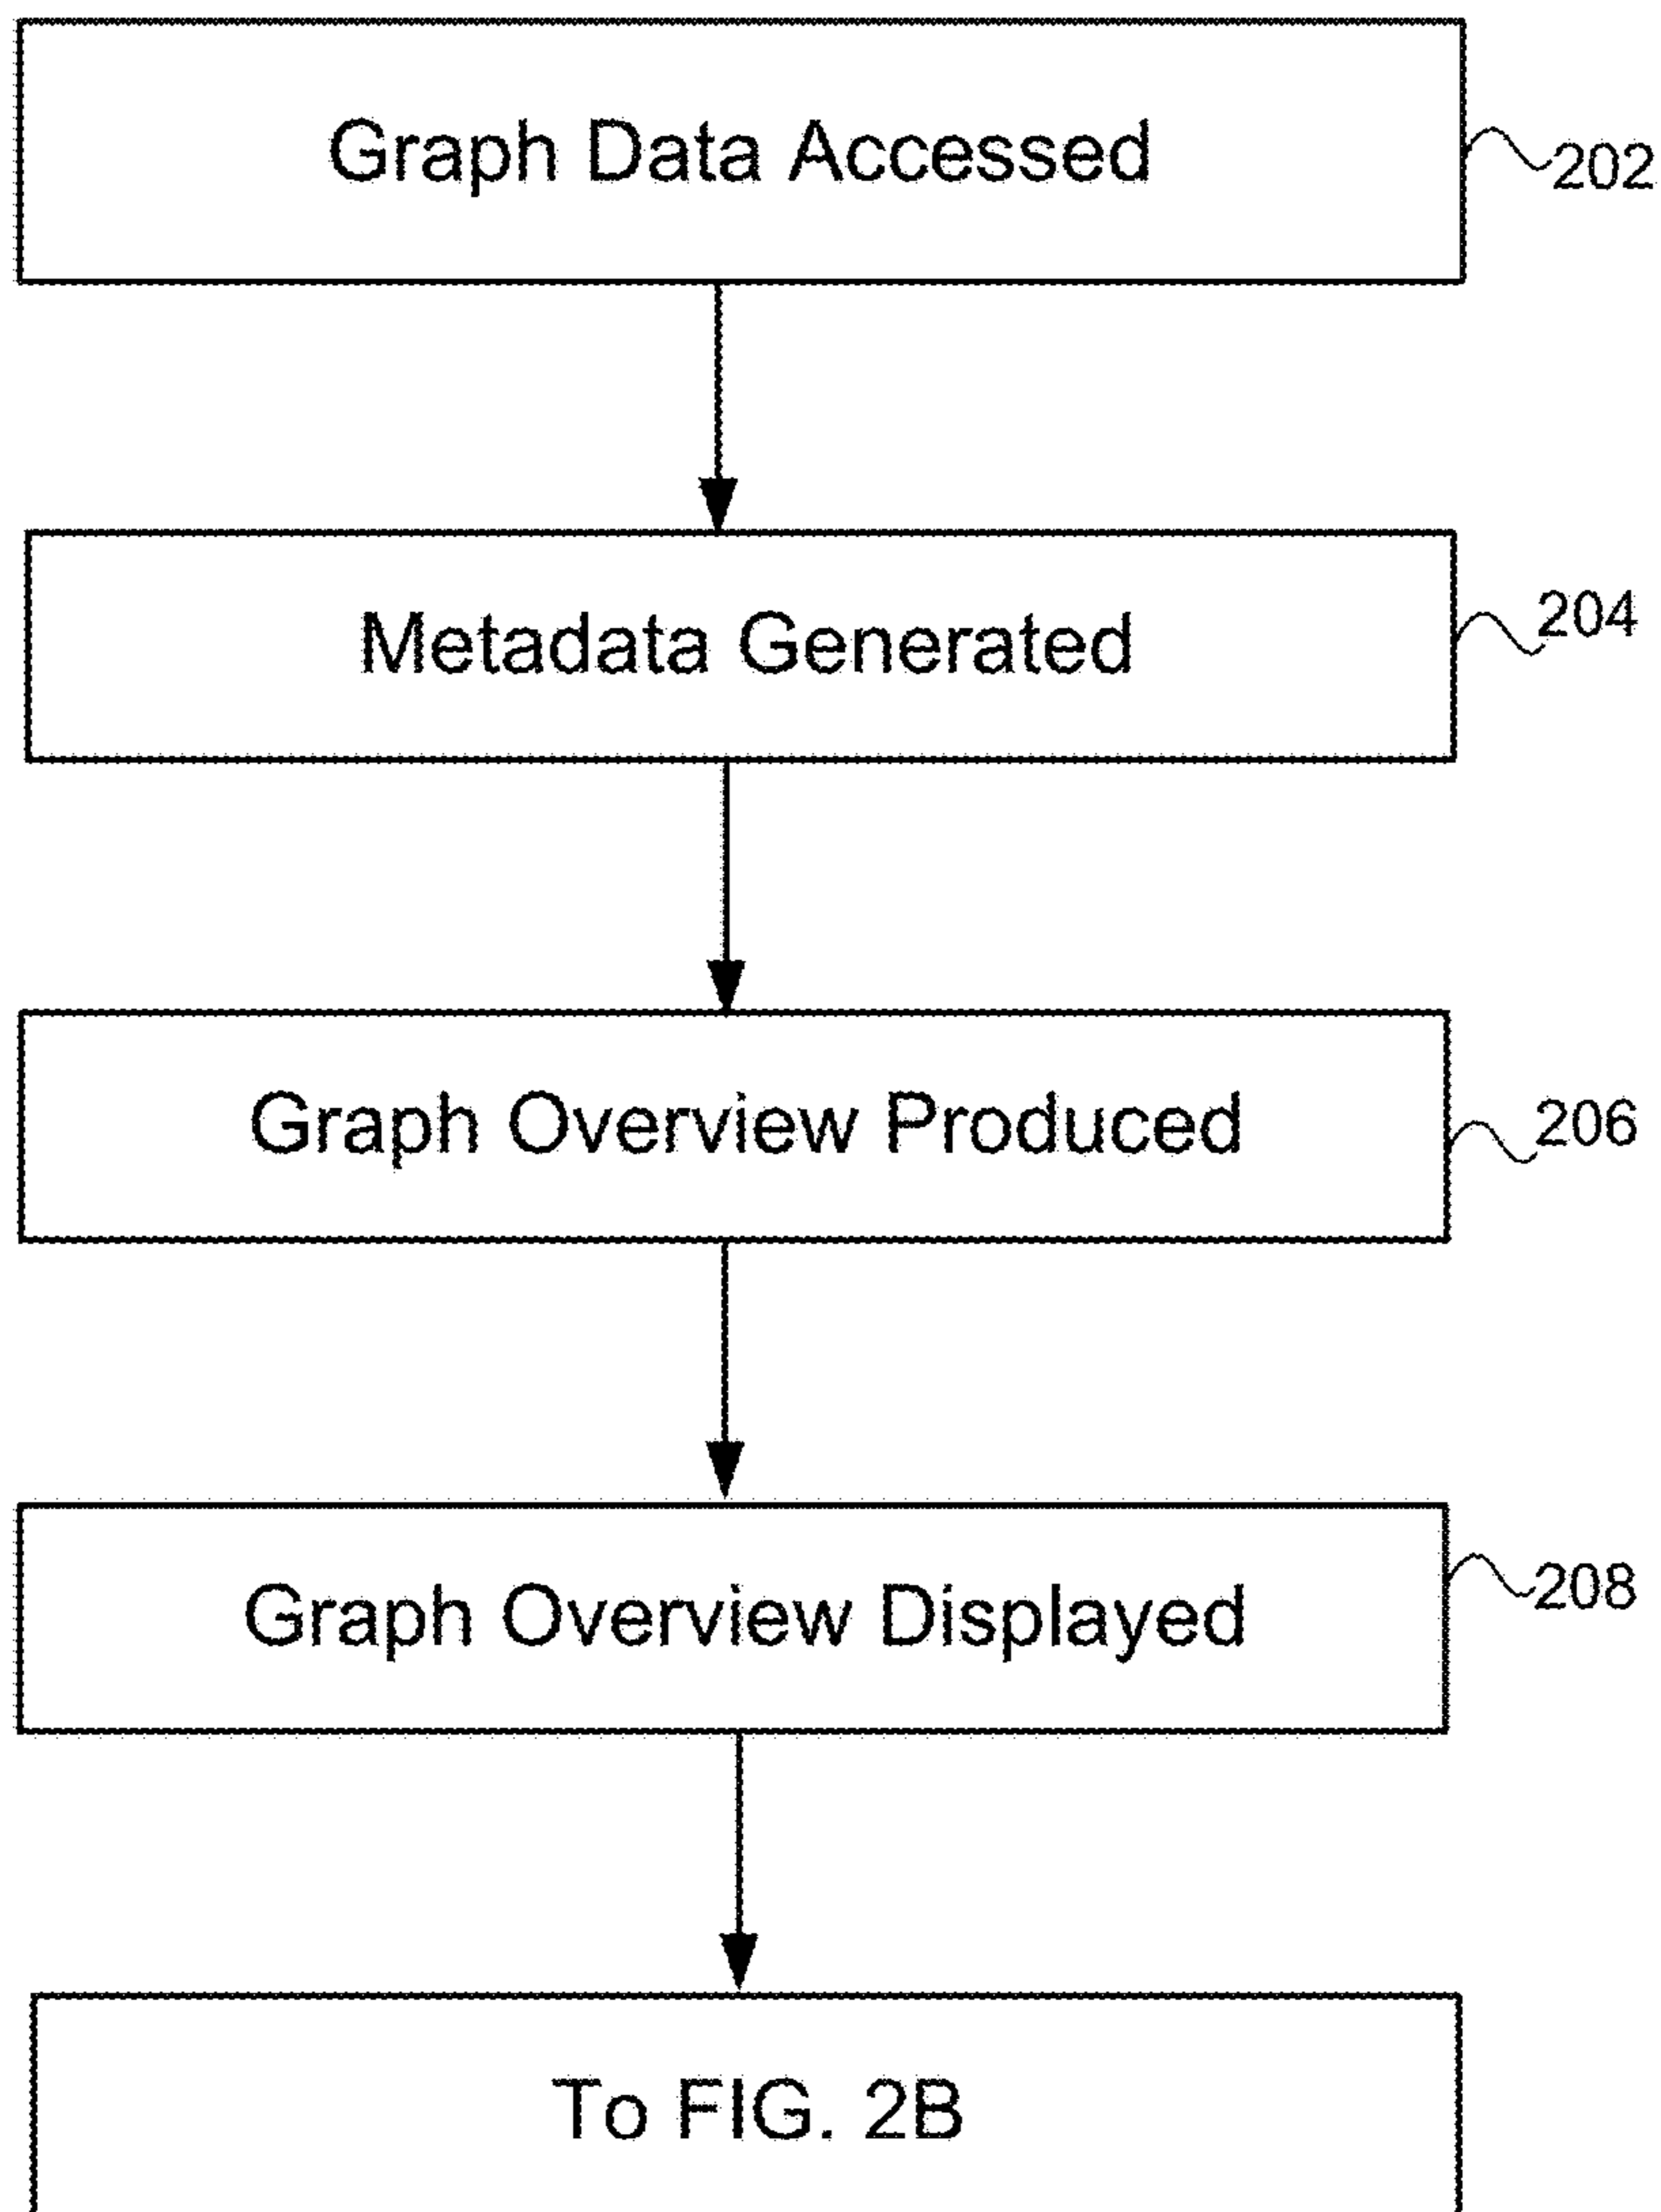 Graph Data Accessed
202
Metadata Generated
204
Graph Overview Produced
206
Graph Overview Displayed
208
To FIG. 2B